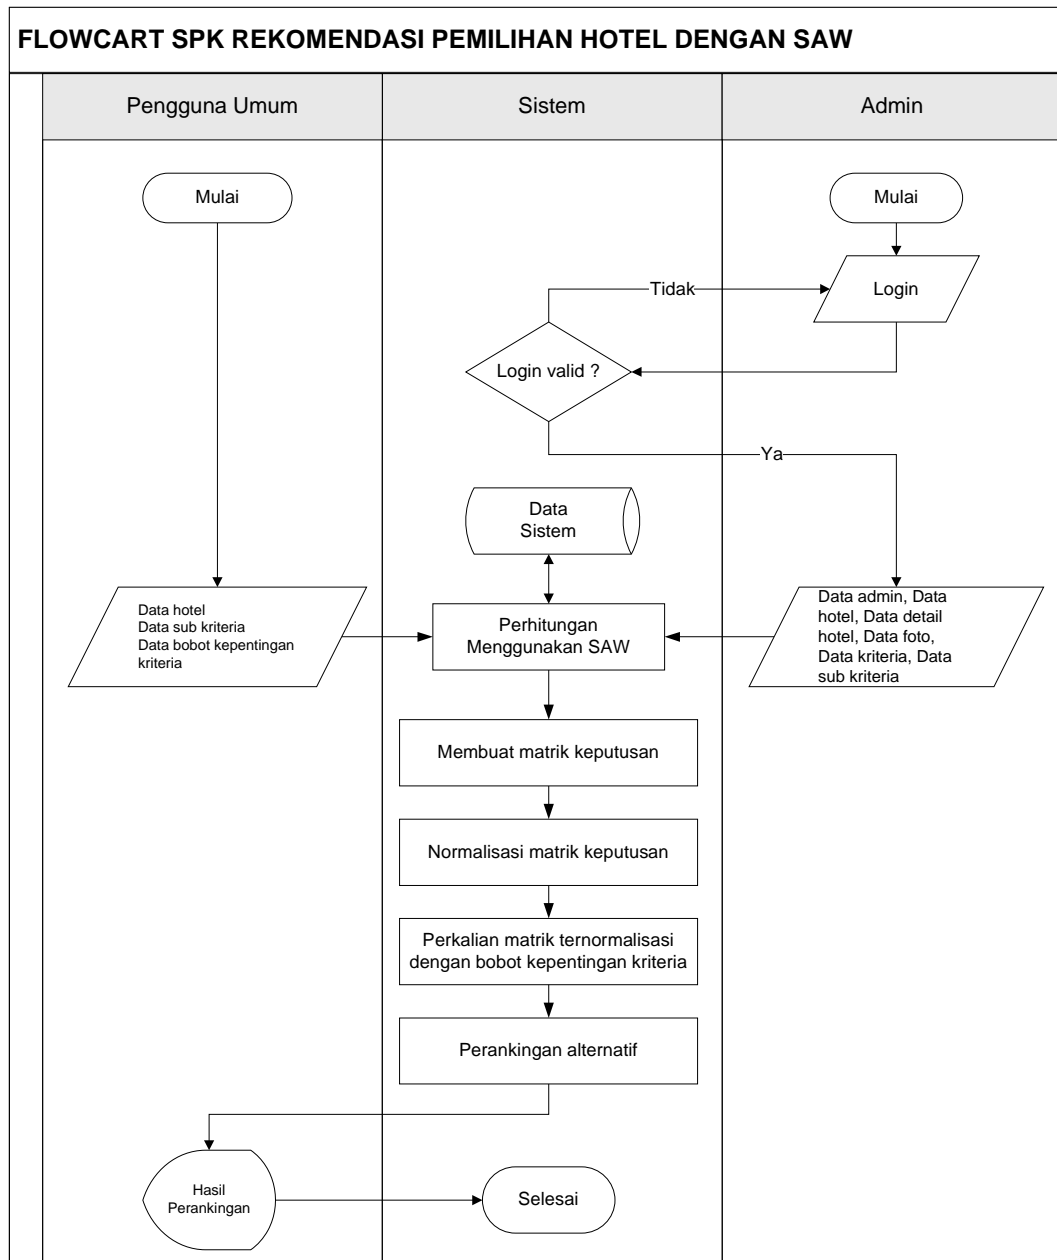 FLOWCART SPK REKOMENDASI PEMILIHAN HOTEL DENGAN SAW
Pengguna Umum
Sistem
Admin
Mulai
Mulai
Login
Tidak
Login valid ?
Ya
Data
Sistem
Data hotel
Data sub kriteria
Data bobot kepentingan
kriteria
Perhitungan
Menggunakan SAW
Data admin, Data
hotel, Data detail
hotel, Data foto,
Data kriteria, Data
sub kriteria
Membuat matrik keputusan
Normalisasi matrik keputusan
Perkalian matrik ternormalisasi
dengan bobot kepentingan kriteria
Perankingan alternatif
Hasil
Perankingan
Selesai